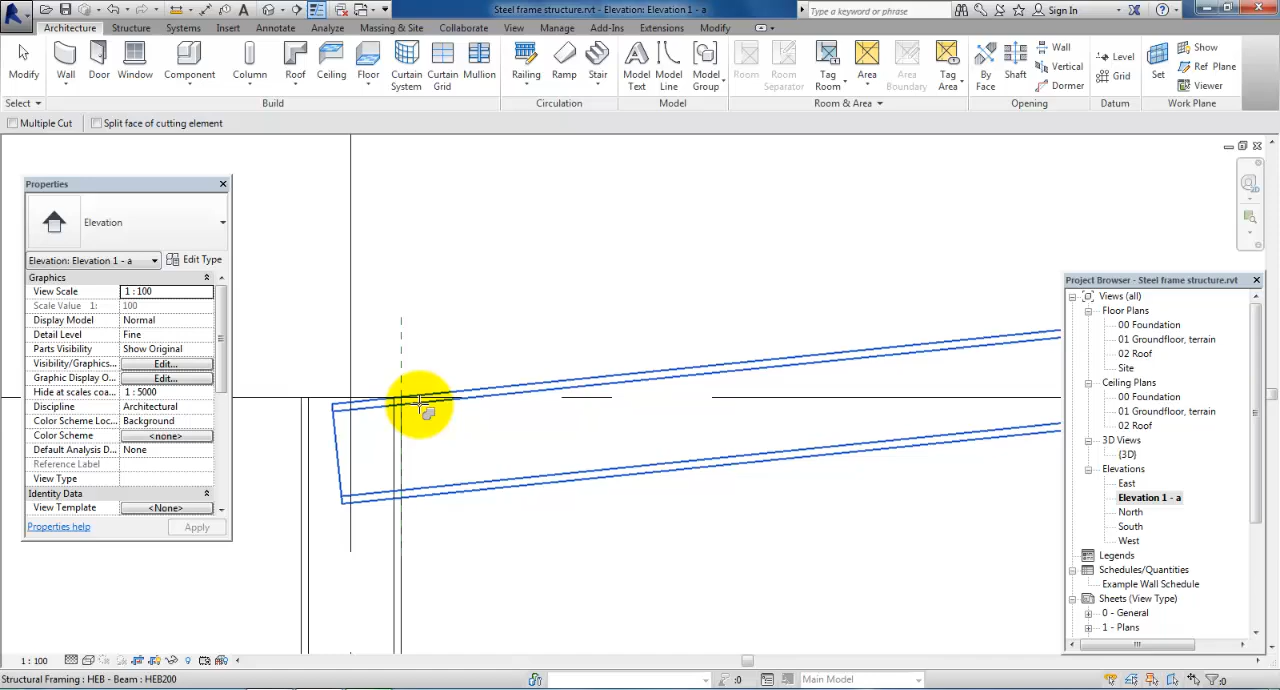 Steel frame structure.rvt - Elevation: Elevation 1 - a
Type a keyword or phrase
Sign In
Architecture Structure Systems Insert Annotate Analyze Massing & Site Collaborate View Manage Add-Ins Extensions Modify
Modify Wall Door Window Component Column Roof Ceiling Floor Curtain System Curtain Grid Mullion Railing Ramp Stair Model Text Model Line Model Group Room Room Separator Tag Room Area Area Boundary Tag Area By Face Shaft Wall Vertical Dormer Level Grid Set Show Ref Plane Viewer
Select Build Circulation Model Room & Area Opening Datum Work Plane
Multiple Cut Split face of cutting element
Properties
Elevation
Elevation: Elevation 1 - a Edit Type
Graphics
View Scale 1 : 100
Scale Value 1: 100
Display Model Normal
Detail Level Fine
Parts Visibility Show Original
Visibility/Graphics... Edit...
Graphic Display O... Edit...
Hide at scales coa... 1 : 5000
Discipline Architectural
Color Scheme Loc... Background
Color Scheme <none>
Default Analysis D... None
Reference Label
View Type
Identity Data
View Template <None>
Properties help Apply
Project Browser - Steel frame structure.rvt
Views (all)
Floor Plans
00 Foundation
01 Groundfloor, terrain
02 Roof
Site
Ceiling Plans
00 Foundation
01 Groundfloor, terrain
02 Roof
3D Views
{3D}
Elevations
East
Elevation 1 - a
North
South
West
Legends
Schedules/Quantities
Example Wall Schedule
Sheets (View Type)
0 - General
1 - Plans
1 : 100
Structural Framing : HEB - Beam : HEB200
:0
Main Model
:0